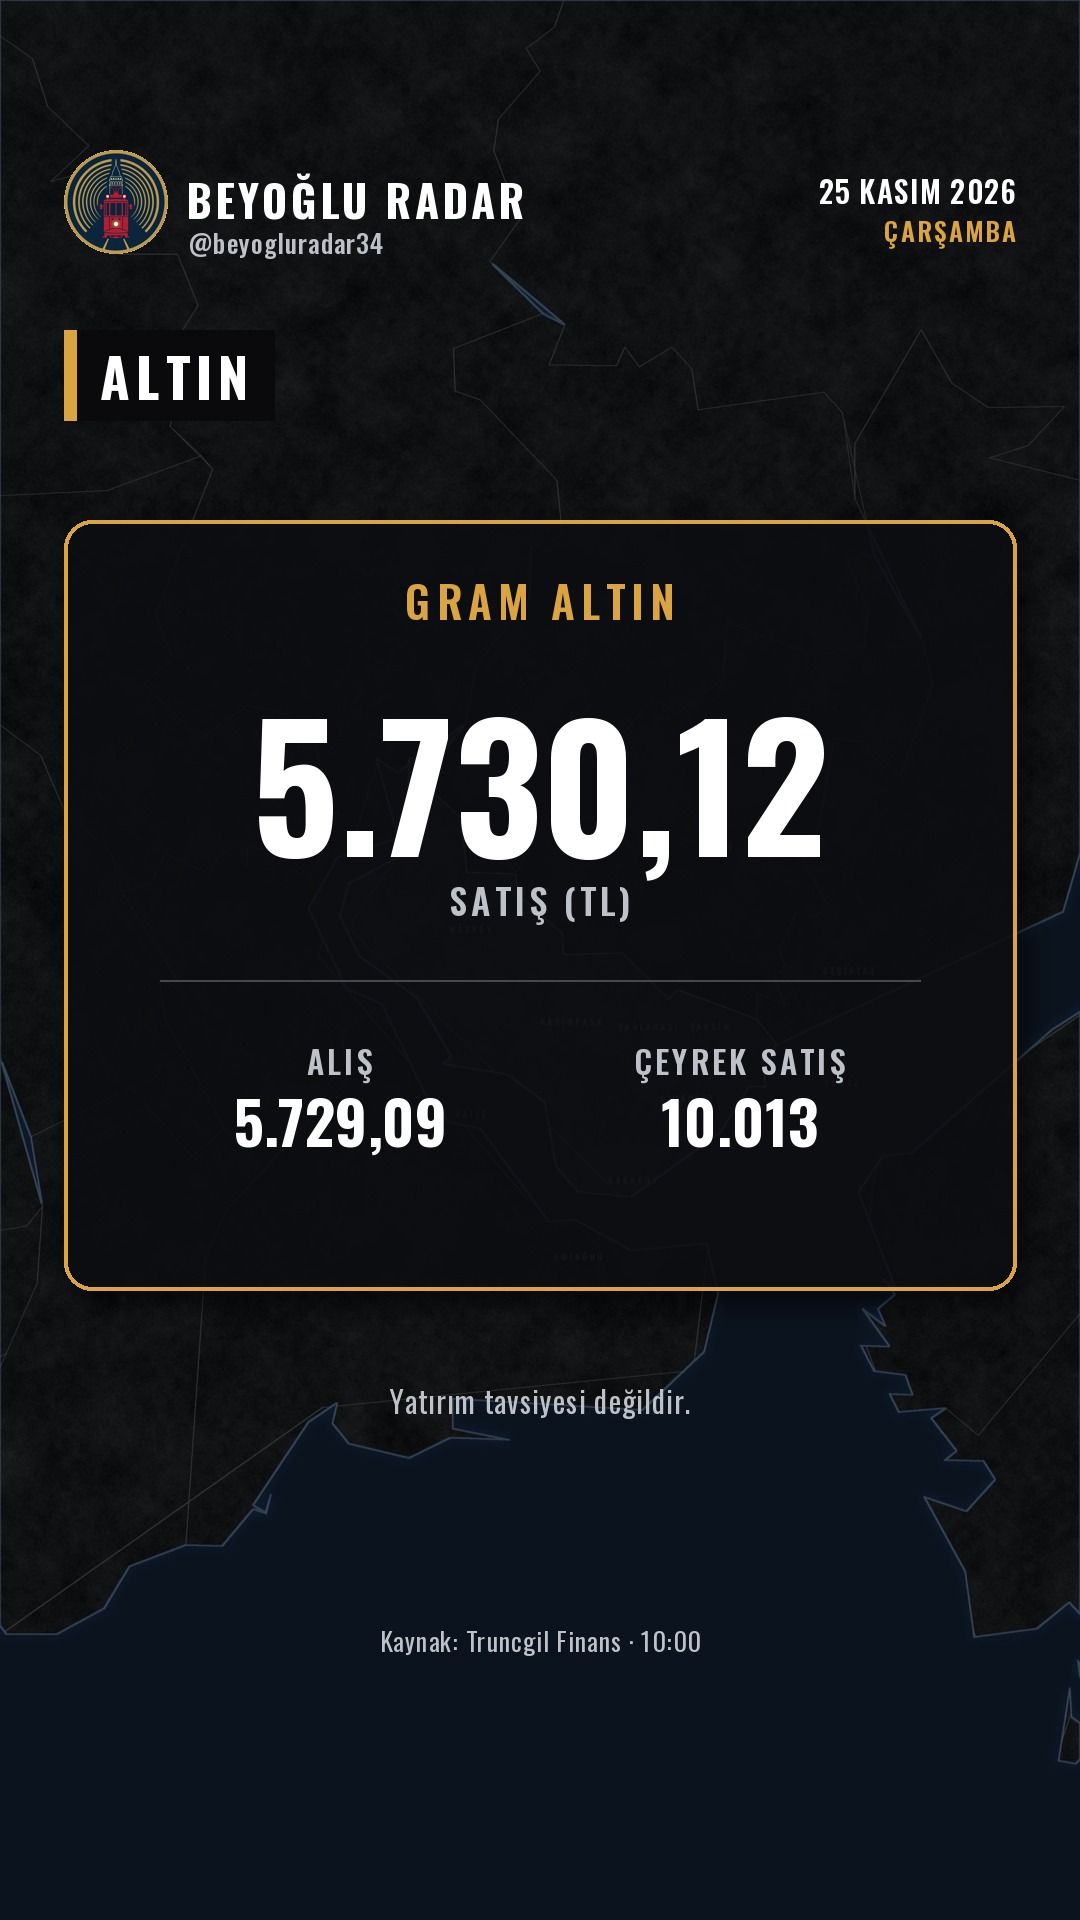 BEYOĞLU RADAR
@beyogluradar34
25 KASIM 2026
ÇARŞAMBA
ALTIN
GRAM ALTIN
5.730,12
SATIŞ (TL)
ALIŞ
5.729,09
ÇEYREK SATIŞ
10.013
Yatırım tavsiyesi değildir.
Kaynak: Truncgil Finans · 10:00